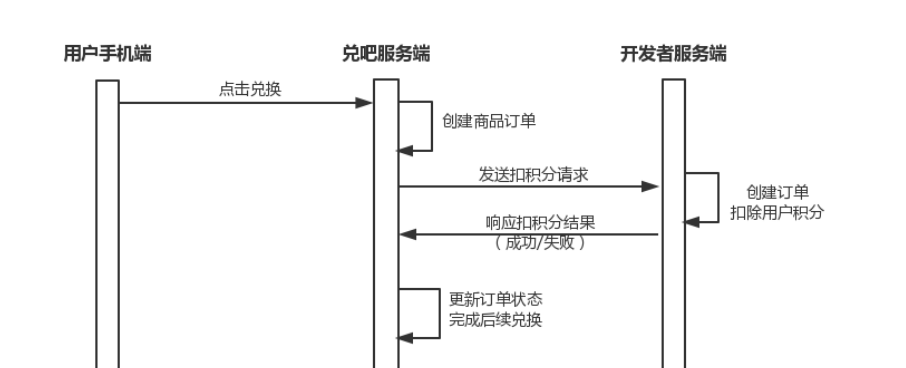 用户手机端
兑吧服务端
开发者服务端
点击兑换
创建商品订单
发送扣积分请求
创建订单
扣除用户积分
响应扣积分结果
（成功/失败）
更新订单状态
完成后续兑换